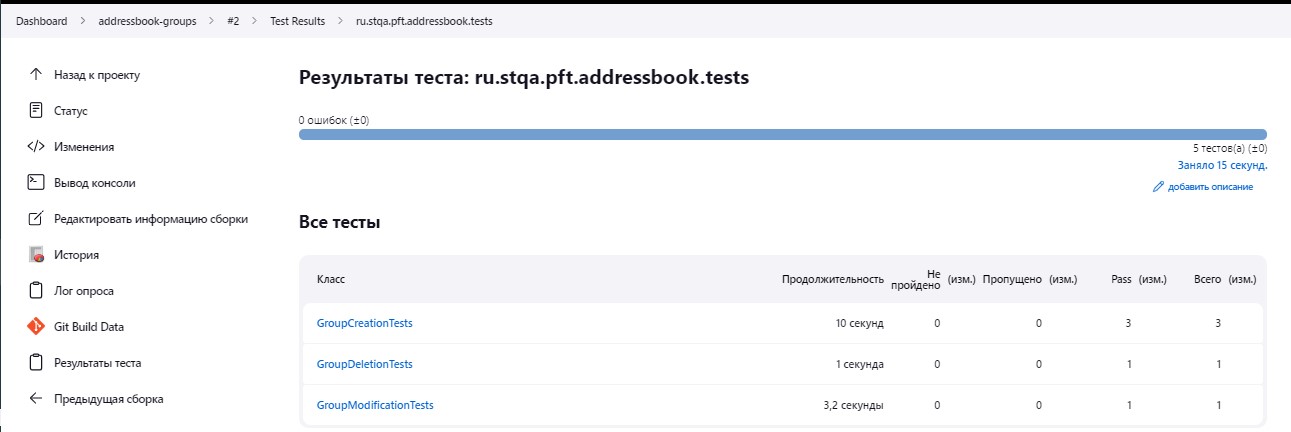 Dashboard > addressbook-groups > #2 > Test Results > ru.stqa.pft.addressbook.tests
Назад к проекту
Статус
Изменения
Вывод консоли
Редактировать информацию сборки
История
Лог опроса
Git Build Data
Результаты теста
Предыдущая сборка
Результаты теста: ru.stqa.pft.addressbook.tests
0 ошибок (±0)
5 тестов(а) (±0)
Заняло 15 секунд.
добавить описание
Все тесты
Класс Продолжительность Не пройдено (изм.) Пропущено (изм.) Pass (изм.) Всего (изм.)
GroupCreationTests 10 секунд 0 0 3 3
GroupDeletionTests 1 секунда 0 0 1 1
GroupModificationTests 3,2 секунды 0 0 1 1